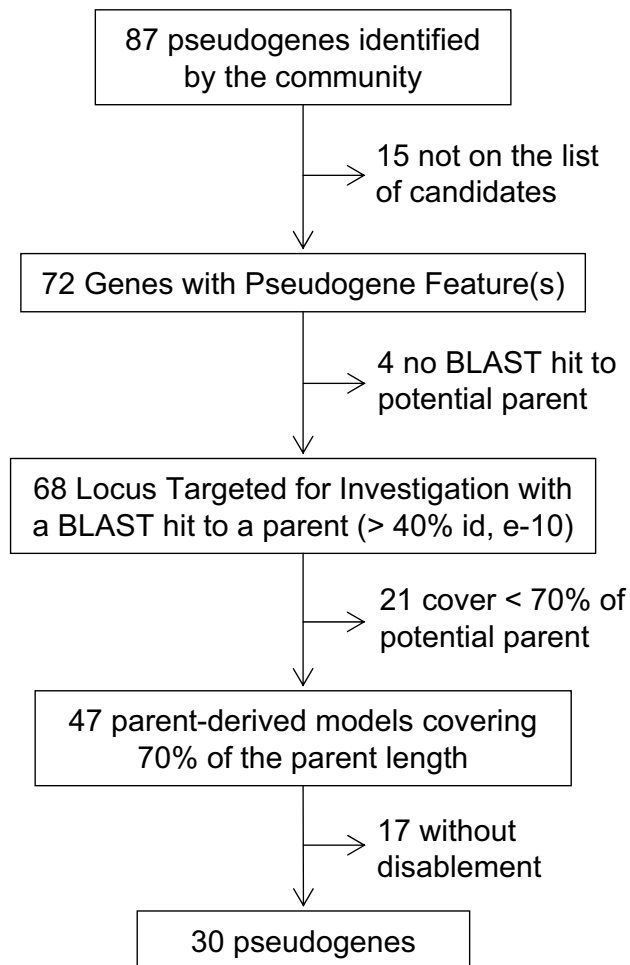 87 pseudogenes identified
by the community
15 not on the list
of candidates
72 Genes with Pseudogene Feature(s)
4 no BLAST hit to
potential parent
68 Locus Targeted for Investigation with
a BLAST hit to a parent (> 40% id, e-10)
21 cover < 70% of
potential parent
47 parent-derived models covering
70% of the parent length
17 without
disablement
30 pseudogenes